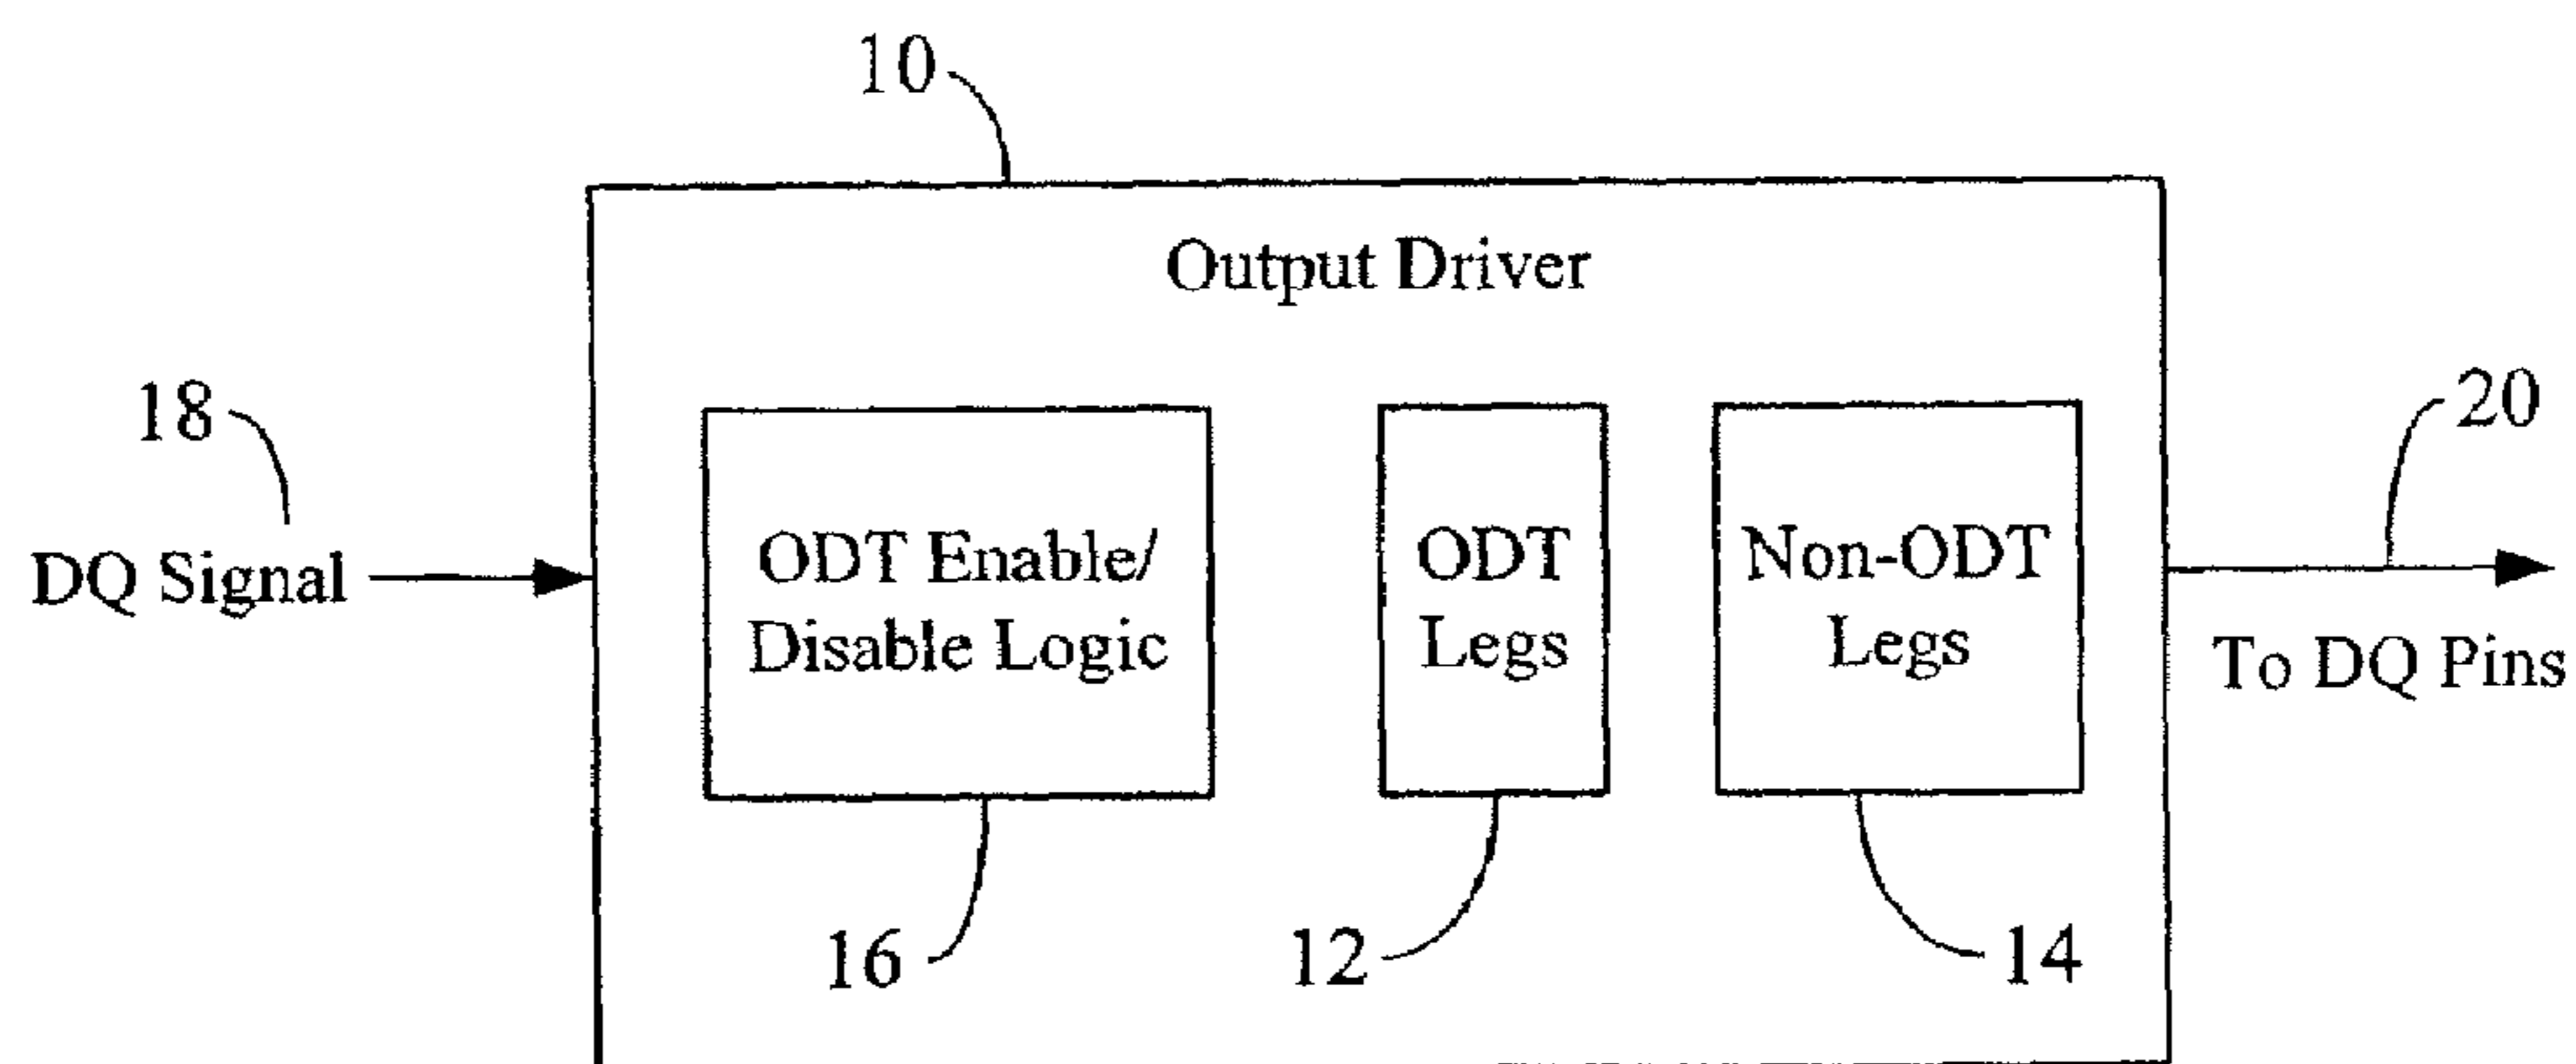 10
Output Driver
18
20
DQ Signal
ODT Enable/
Disable Logic
ODT
Legs
Non-ODT
Legs
To DQ Pins
16
12
14